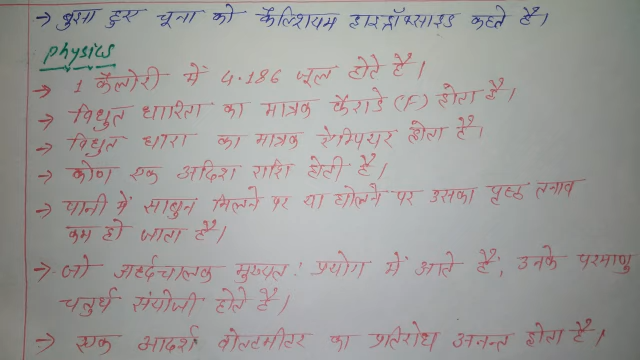 → बुझा हुए चूना को कैल्शियम हाइड्रॉक्साइड कहते है।
Physics
→ 1 कैलोरी में 4.186 जूल होते है।
→ विधुत धारिता का मात्रक फैराडे (F) होता है।
→ विधुत धारा का मात्रक ऐम्पियर होता है।
→ कोण एक अदिश राशि होती है।
→ पानी में साबुन मिलने पर या घोलने पर उसका पृष्ठ तनाव
कम हो जाता है।
→ जो अर्द्धचालक मुख्यत: प्रयोग में आते है, उनके परमाणु
चतुर्थ संयोजी होते है।
→ एक आदर्श वोल्टमीटर का प्रतिरोध अनन्त होता है।